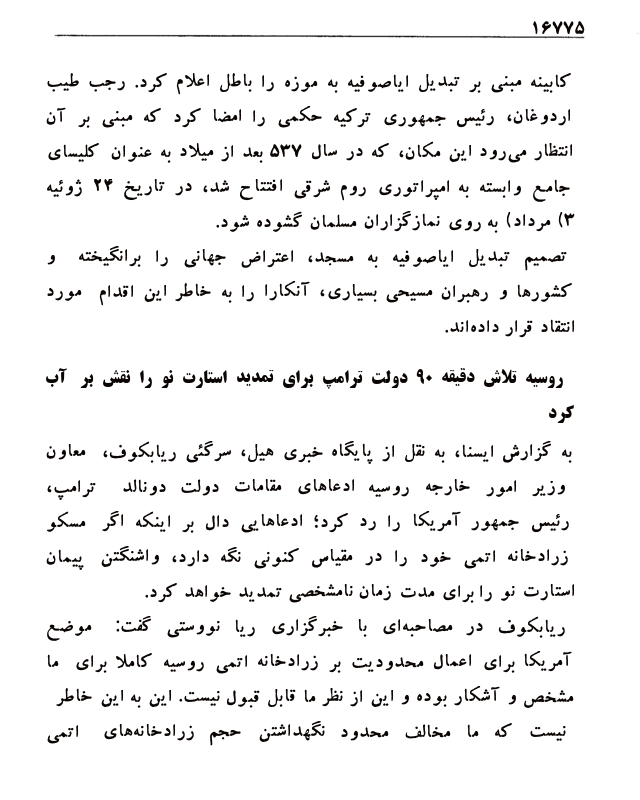 ۱۶۷۷۵
کابینه مبنی بر تبدیل ایاصوفیه به موزه را باطل اعلام کرد. رجب طیب
اردوغان، رئیس جمهوری ترکیه حکمی را امضا کرد که مبنی بر آن
انتظار می‌رود این مکان، که در سال ۵۳۷ بعد از میلاد به عنوان کلیسای
جامع وابسته به امپراتوری روم شرقی افتتاح شد، در تاریخ ۲۴ ژوئیه
۳) مرداد) به روی نمازگزاران مسلمان گشوده شود.
تصمیم تبدیل ایاصوفیه به مسجد، اعتراض جهانی را برانگیخته و
کشورها و رهبران مسیحی بسیاری، آنکارا را به خاطر این اقدام مورد
انتقاد قرار داده‌اند.
روسیه تلاش دقیقه ۹۰ دولت ترامپ برای تمدید استارت نو را نقش بر آب
کرد
به گزارش ایسنا، به نقل از پایگاه خبری هیل، سرگئی ریابکوف، معاون
وزیر امور خارجه روسیه ادعاهای مقامات دولت دونالد ترامپ،
رئیس جمهور آمریکا را رد کرد؛ ادعاهایی دال بر اینکه اگر مسکو
زرادخانه اتمی خود را در مقیاس کنونی نگه دارد، واشنگتن پیمان
استارت نو را برای مدت زمان نامشخصی تمدید خواهد کرد.
ریابکوف در مصاحبه‌ای با خبرگزاری ریا نووستی گفت: موضع
آمریکا برای اعمال محدودیت بر زرادخانه اتمی روسیه کاملا برای ما
مشخص و آشکار بوده و این از نظر ما قابل قبول نیست. این به این خاطر
نیست که ما مخالف محدود نگهداشتن حجم زرادخانه‌های اتمی